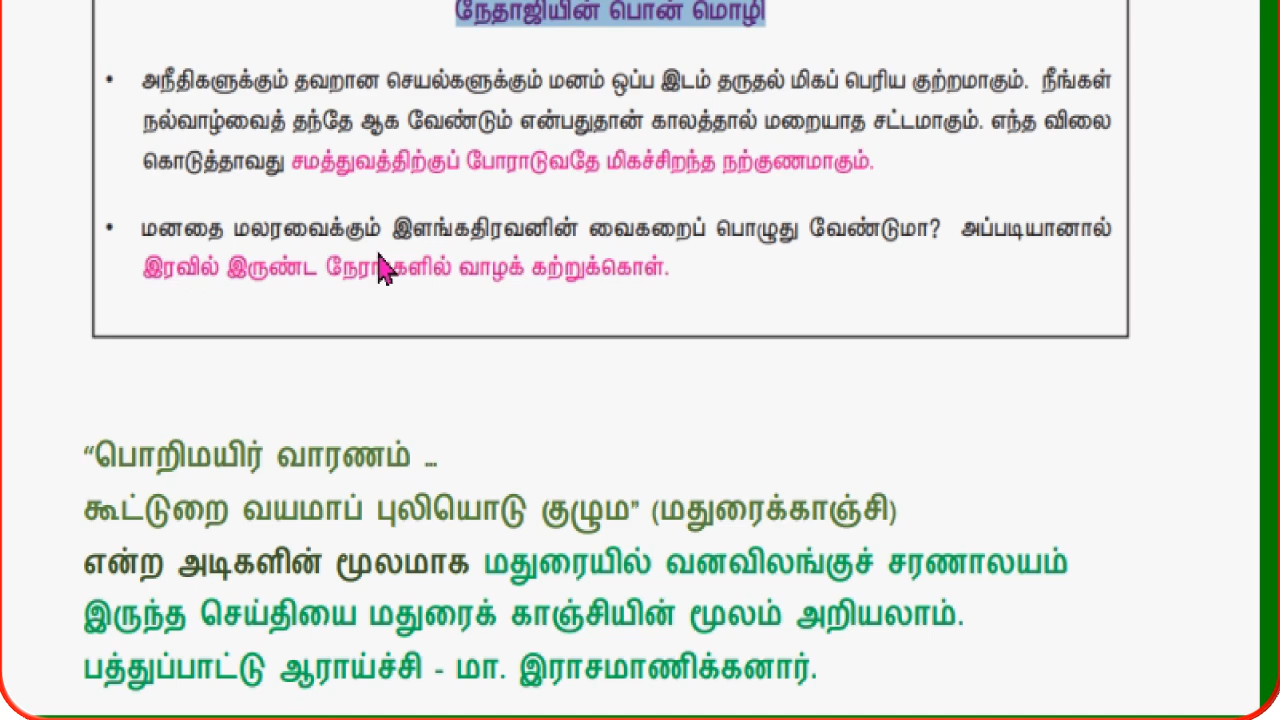 நேதாஜியின் பொன் மொழி
• அநீதிகளுக்கும் தவறான செயல்களுக்கும் மனம் ஒப்ப இடம் தருதல் மிகப் பெரிய குற்றமாகும். நீங்கள்
நல்வாழ்வைத் தந்தே ஆக வேண்டும் என்பதுதான் காலத்தால் மறையாத சட்டமாகும். எந்த விலை
கொடுத்தாவது சமத்துவத்திற்குப் போராடுவதே மிகச்சிறந்த நற்குணமாகும்.
• மனதை மலரவைக்கும் இளங்கதிரவனின் வைகறைப் பொழுது வேண்டுமா? அப்படியானால்
இரவில் இருண்ட நேரங்களில் வாழக் கற்றுக்கொள்.
“பொறிமயிர் வாரணம் ...
கூட்டுறை வயமாப் புலியொடு குழும” (மதுரைக்காஞ்சி)
என்ற அடிகளின் மூலமாக மதுரையில் வனவிலங்குச் சரணாலயம்
இருந்த செய்தியை மதுரைக் காஞ்சியின் மூலம் அறியலாம்.
பத்துப்பாட்டு ஆராய்ச்சி - மா. இராசமாணிக்கனார்.